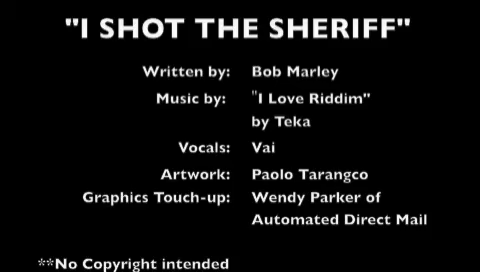 "I SHOT THE SHERIFF"
Written by: Bob Marley
Music by: "I Love Riddim"
by Teka
Vocals: Vai
Artwork: Paolo Tarangco
Graphics Touch-up: Wendy Parker of
Automated Direct Mail
**No Copyright intended